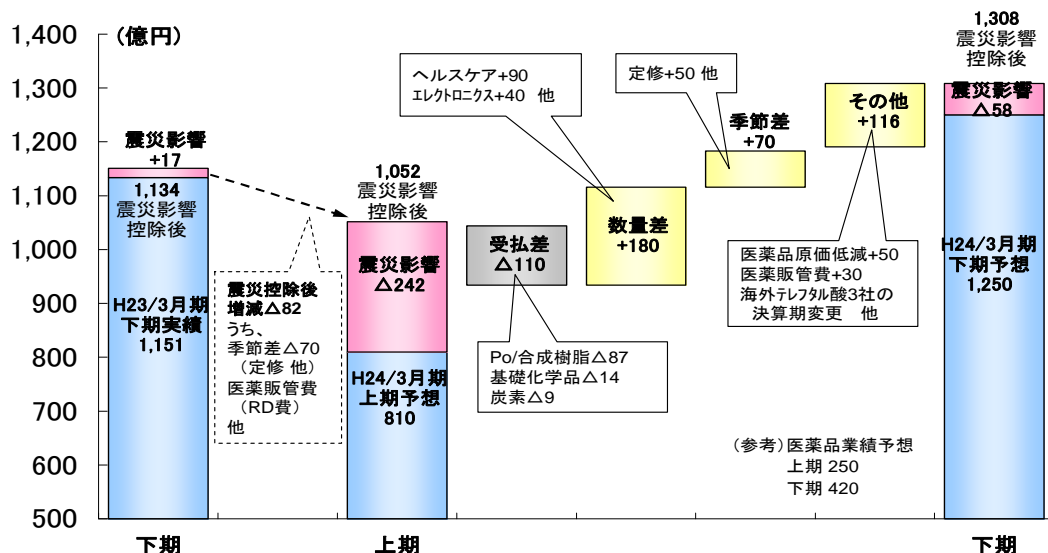 1,400
1,300
1,200
1,100
1,000
900
800
700
600
500
(億円)
震災影響
+17
1,134
震災影響
控除後
H23/3月期
下期実績
1,151
下期
震災控除後
増減△82
うち、
季節差△70
（定修 他）
医薬販管費
（RD費）
他
1,052
震災影響
控除後
震災影響
△242
H24/3月期
上期予想
810
上期
受払差
△110
Po/合成樹脂△87
基礎化学品△14
炭素△9
ヘルスケア+90
エレクトロニクス+40 他
数量差
+180
定修+50 他
季節差
+70
その他
+116
医薬品原価低減+50
医薬販管費+30
海外テレフタル酸3社の
決算期変更 他
（参考）医薬品業績予想
上期 250
下期 420
1,308
震災影響
控除後
震災影響
△58
H24/3月期
下期予想
1,250
下期